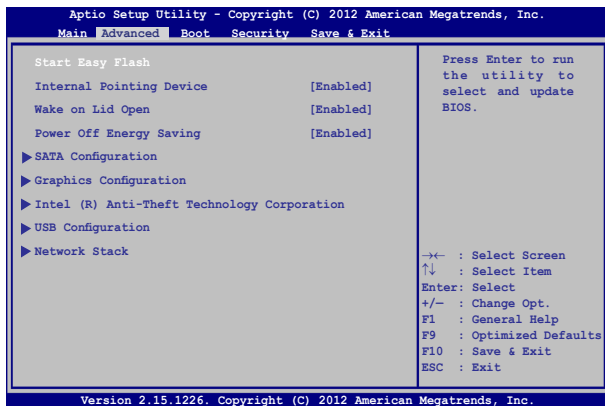 Aptio Setup Utility - Copyright (C) 2012 American Megatrends, Inc.
Main Advanced Boot Security Save & Exit
Start Easy Flash
Internal Pointing Device [Enabled]
Wake on Lid Open [Enabled]
Power Off Energy Saving [Enabled]
SATA Configuration
Graphics Configuration
Intel (R) Anti-Theft Technology Corporation
USB Configuration
Network Stack
Press Enter to run
the utility to
select and update
BIOS.
→← : Select Screen
↑↓ : Select Item
Enter: Select
+/— : Change Opt.
F1 : General Help
F9 : Optimized Defaults
F10 : Save & Exit
ESC : Exit
Version 2.15.1226. Copyright (C) 2012 American Megatrends, Inc.